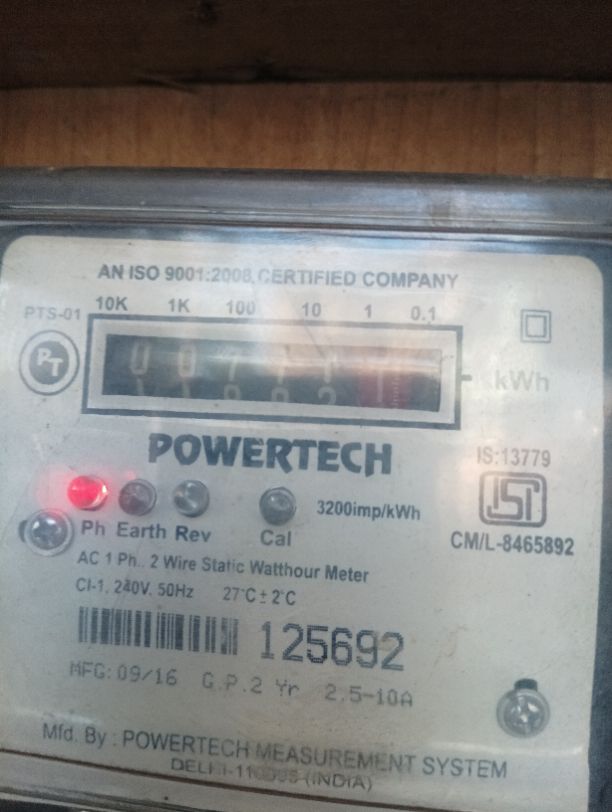 AN ISO 9001:2008 CERTIFIED COMPANY
PTS-01 10K 1K 100 10 1 0.1
PT
kWh
POWERTECH
IS:13779
ISI
3200imp/kWh
Ph Earth Rev Cal
CM/L-8465892
AC 1 Ph.. 2 Wire Static Watthour Meter
Cl-1, 240V, 50Hz 27°C ± 2°C
125692
MFG: 09/16 G.P.2 Yr 2.5-10A
Mfd. By : POWERTECH MEASUREMENT SYSTEM
(INDIA)